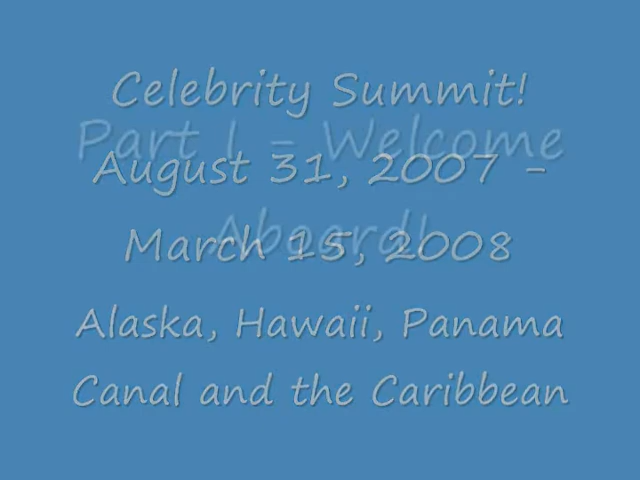 Celebrity Summit!
Part I - Welcome
August 31, 2007 -
Aboard!
March 15, 2008
Alaska, Hawaii, Panama
Canal and the Caribbean